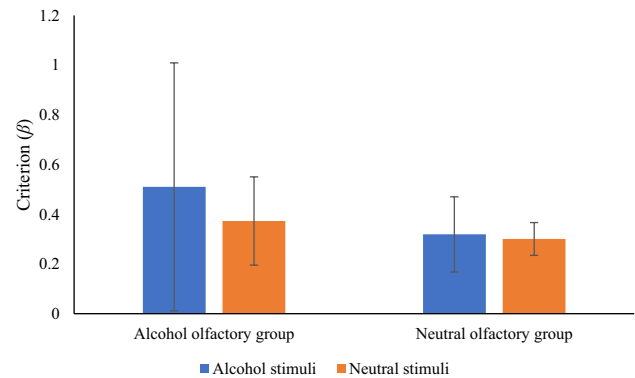 1.2
1
0.8
0.6
0.4
0.2
0
Criterion (β)
Alcohol olfactory group
Neutral olfactory group
Alcohol stimuli
Neutral stimuli